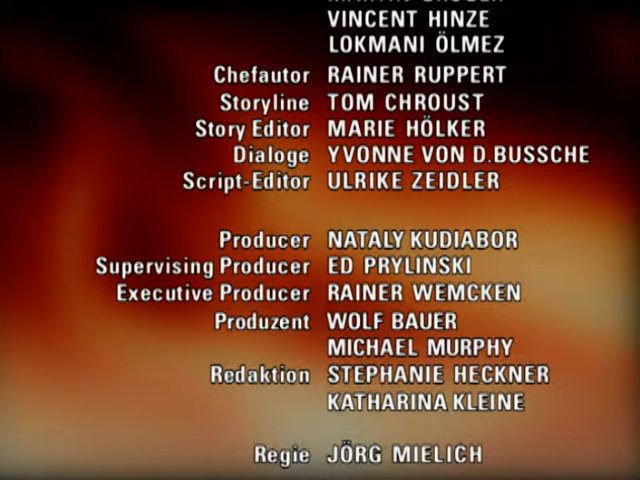 VINCENT HINZE
LOKMANI ÖLMEZ
Chefautor RAINER RUPPERT
Storyline TOM CHROUST
Story Editor MARIE HÖLKER
Dialoge YVONNE VON D.BUSSCHE
Script-Editor ULRIKE ZEIDLER
Producer NATALY KUDIABOR
Supervising Producer ED PRYLINSKI
Executive Producer RAINER WEMCKEN
Produzent WOLF BAUER
MICHAEL MURPHY
Redaktion STEPHANIE HECKNER
KATHARINA KLEINE
Regie JÖRG MIELICH